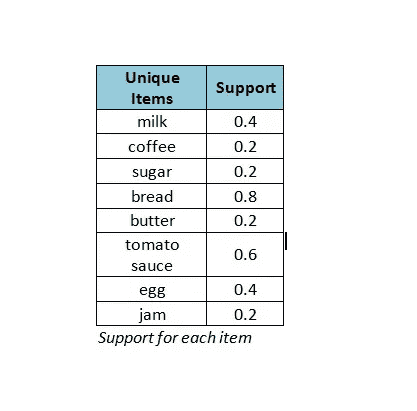 Unique Items Support
milk 0.4
coffee 0.2
sugar 0.2
bread 0.8
butter 0.2
tomato sauce 0.6
egg 0.4
jam 0.2
Support for each item